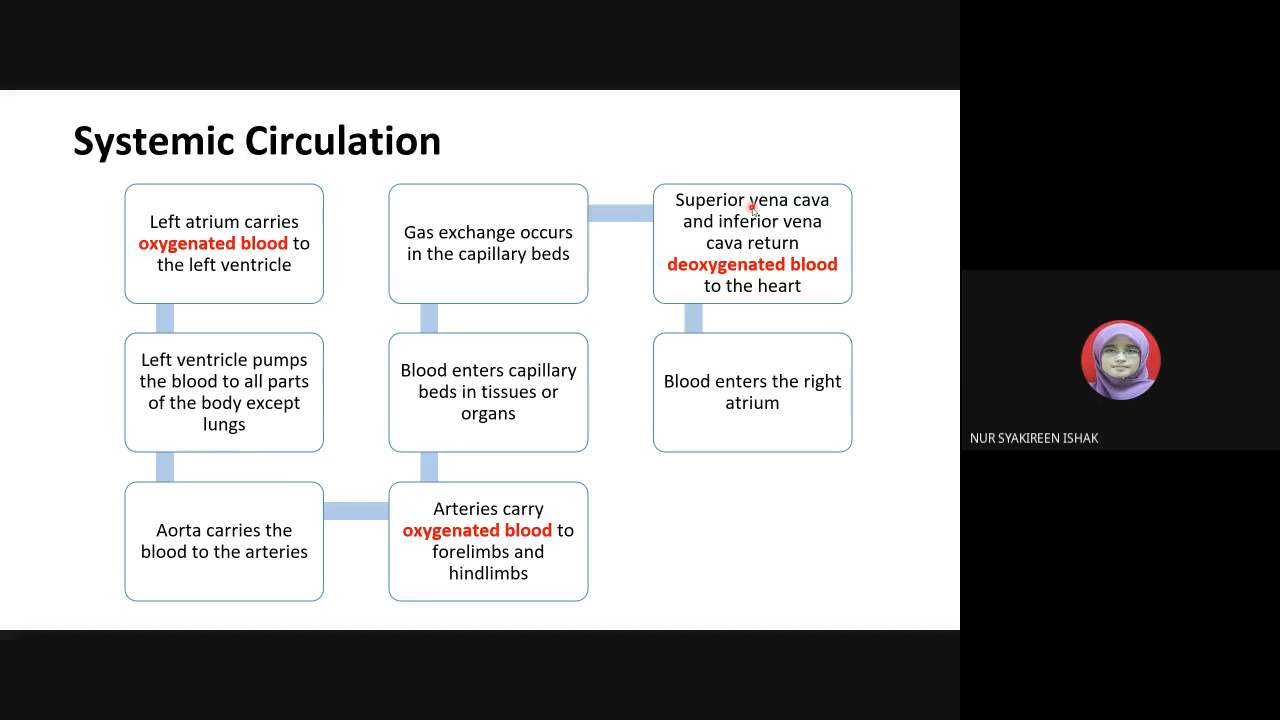 Systemic Circulation
Left atrium carries
oxygenated blood to
the left ventricle
Left ventricle pumps
the blood to all parts
of the body except
lungs
Aorta carries the
blood to the arteries
Arteries carry
oxygenated blood to
forelimbs and
hindlimbs
Blood enters capillary
beds in tissues or
organs
Gas exchange occurs
in the capillary beds
Superior vena cava
and inferior vena
cava return
deoxygenated blood
to the heart
Blood enters the right
atrium
NUR SYAKIREEN ISHAK